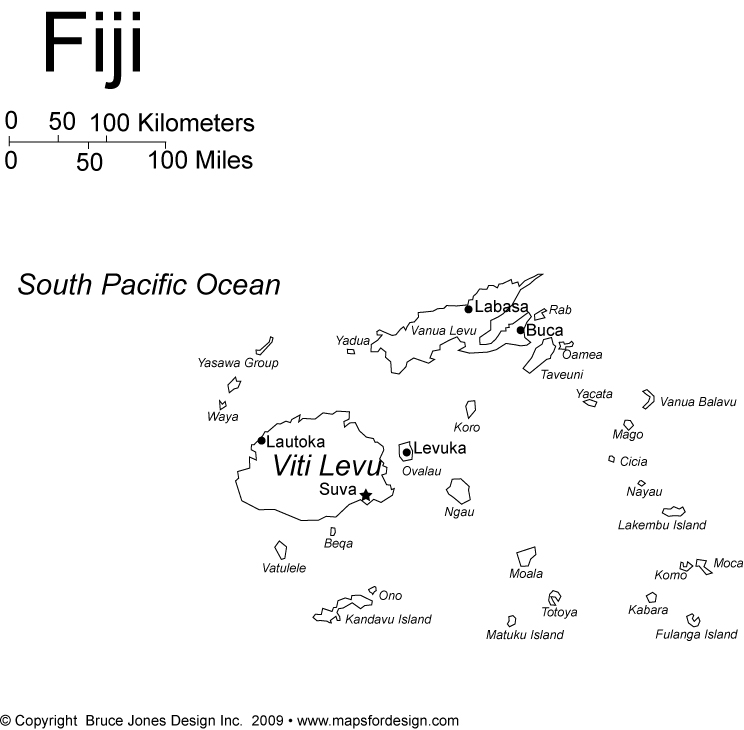 Fiji
0 50 100 Kilometers
0 50 100 Miles
South Pacific Ocean
Labasa
Rab
Vanua Levu
Buca
Yadua
Oamea
Yasawa Group
Taveuni
Yacata
Vanua Balavu
Waya
Koro
Mago
Lautoka
Levuka
Viti Levu
Ovalau
Cicia
Suva
Nayau
Ngau
Lakembu Island
Beqa
Vatulele
Moala
Moca
Komo
Ono
Totoya
Kabara
Kandavu Island
Matuku Island
Fulanga Island
© Copyright Bruce Jones Design Inc. 2009 • www.mapsfordesign.com